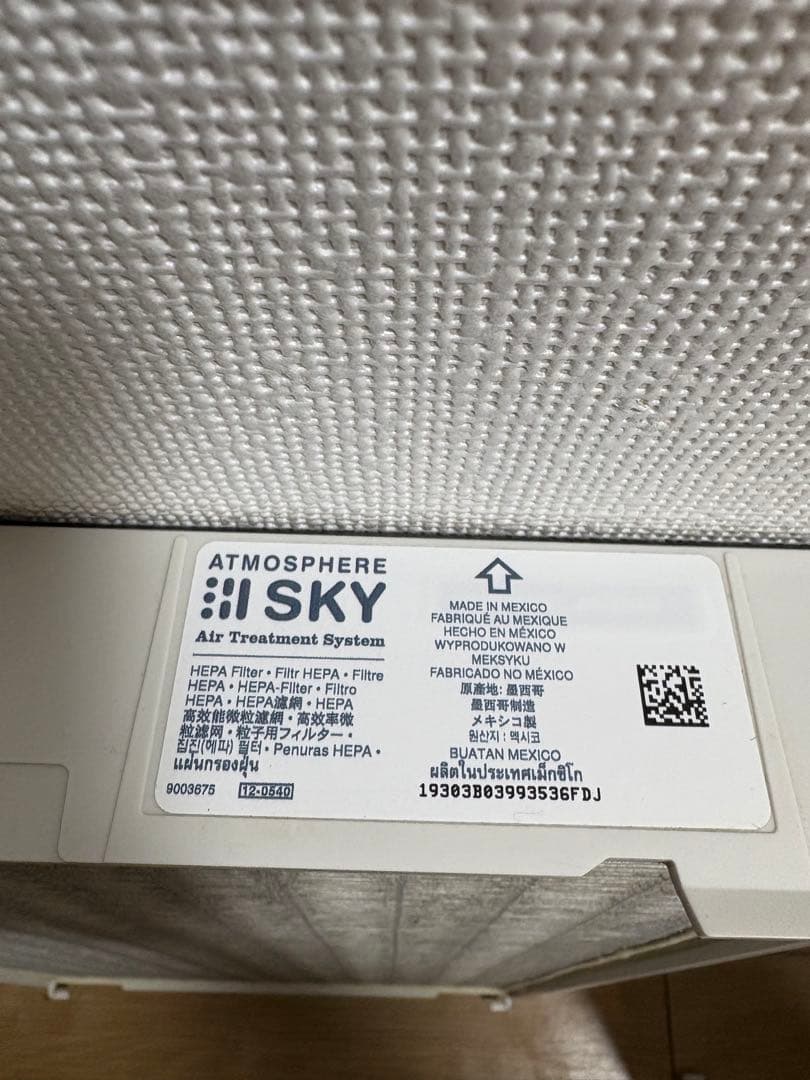 ATMOSPHERE
SKY
Air Treatment System
HEPA Filter • Filtr HEPA • Filtre
HEPA • HEPA-Filter • Filtro
HEPA • HEPA濾網 • HEPA
高效能微粒濾網 • 高效率微
粒滤网 • 粒子用フィルター •
집진(헤파) 필터 • Penuras HEPA •
แผ่นกรองฝุ่น
9003675 12-0540
MADE IN MEXICO
FABRIQUÉ AU MEXIQUE
HECHO EN MÉXICO
WYPRODUKOWANO W
MEKSYKU
FABRICADO NO MÉXICO
原產地: 墨西哥
墨西哥制造
メキシコ製
원산지 : 멕시코
BUATAN MEXICO
ผลิตในประเทศเม็กซิโก
19303B03993536FDJ